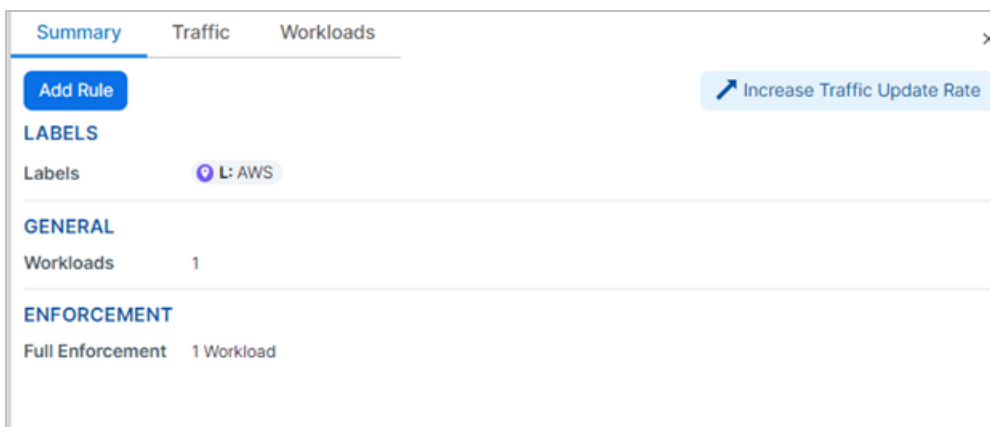 Summary Traffic Workloads
Add Rule Increase Traffic Update Rate
LABELS
Labels L: AWS
GENERAL
Workloads 1
ENFORCEMENT
Full Enforcement 1 Workload